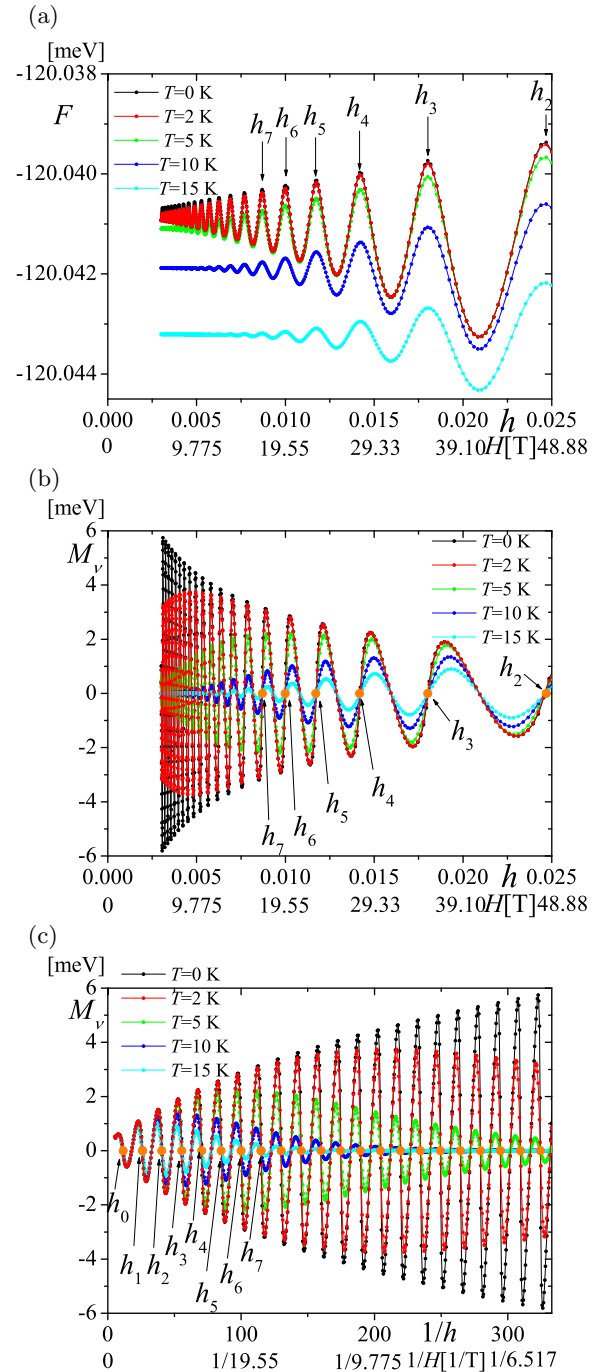 (a)
[meV]
-120.038
F
T=0 K
T=2 K
T=5 K
T=10 K
T=15 K
h₇ h₆ h₅ h₄ h₃ h₂
-120.040
-120.042
-120.044
0.000 0.005 0.010 0.015 0.020 0.025
h
0 9.775 19.55 29.33 39.10 H[T] 48.88
(b)
[meV]
6
Mᵥ
T=0 K
T=2 K
T=5 K
T=10 K
T=15 K
4
2
0
-2
-4
-6
h₂
h₃
h₄
h₅
h₆
h₇
0.000 0.005 0.010 0.015 0.020 0.025
h
0 9.775 19.55 29.33 39.10 H[T] 48.88
(c)
[meV]
6
Mᵥ
T=0 K
T=2 K
T=5 K
T=10 K
T=15 K
4
2
0
-2
-4
-6
h₀
h₁ h₂ h₃ h₄
h₅ h₆ h₇
0 100 200 1/h 300
0 1/19.55 1/9.775 1/H[1/T] 1/6.517